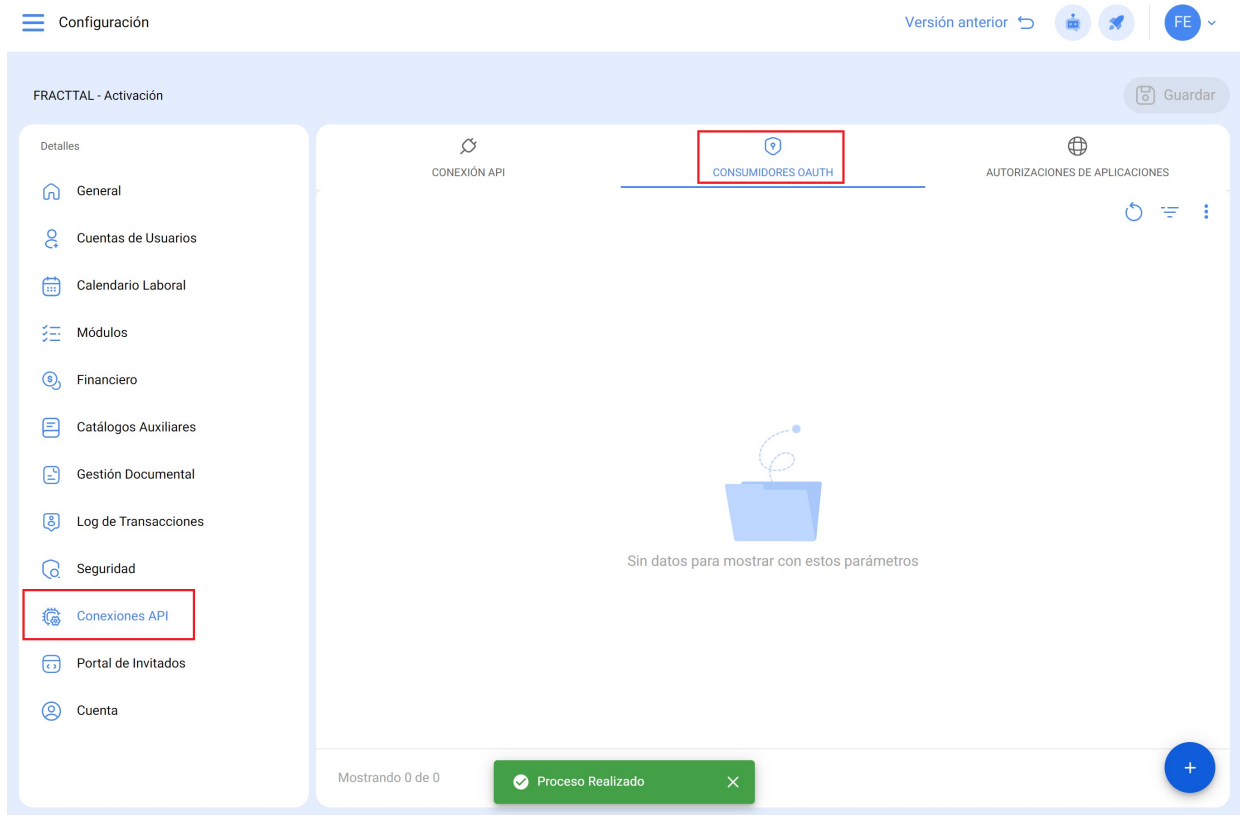 Configuración
Versión anterior
FE
FRACTTAL - Activación
Guardar
Detalles
General
Cuentas de Usuarios
Calendario Laboral
Módulos
Financiero
Catálogos Auxiliares
Gestión Documental
Log de Transacciones
Seguridad
Conexiones API
Portal de Invitados
Cuenta
CONEXIÓN API
CONSUMIDORES OAUTH
AUTORIZACIONES DE APLICACIONES
Sin datos para mostrar con estos parámetros
Mostrando 0 de 0
Proceso Realizado